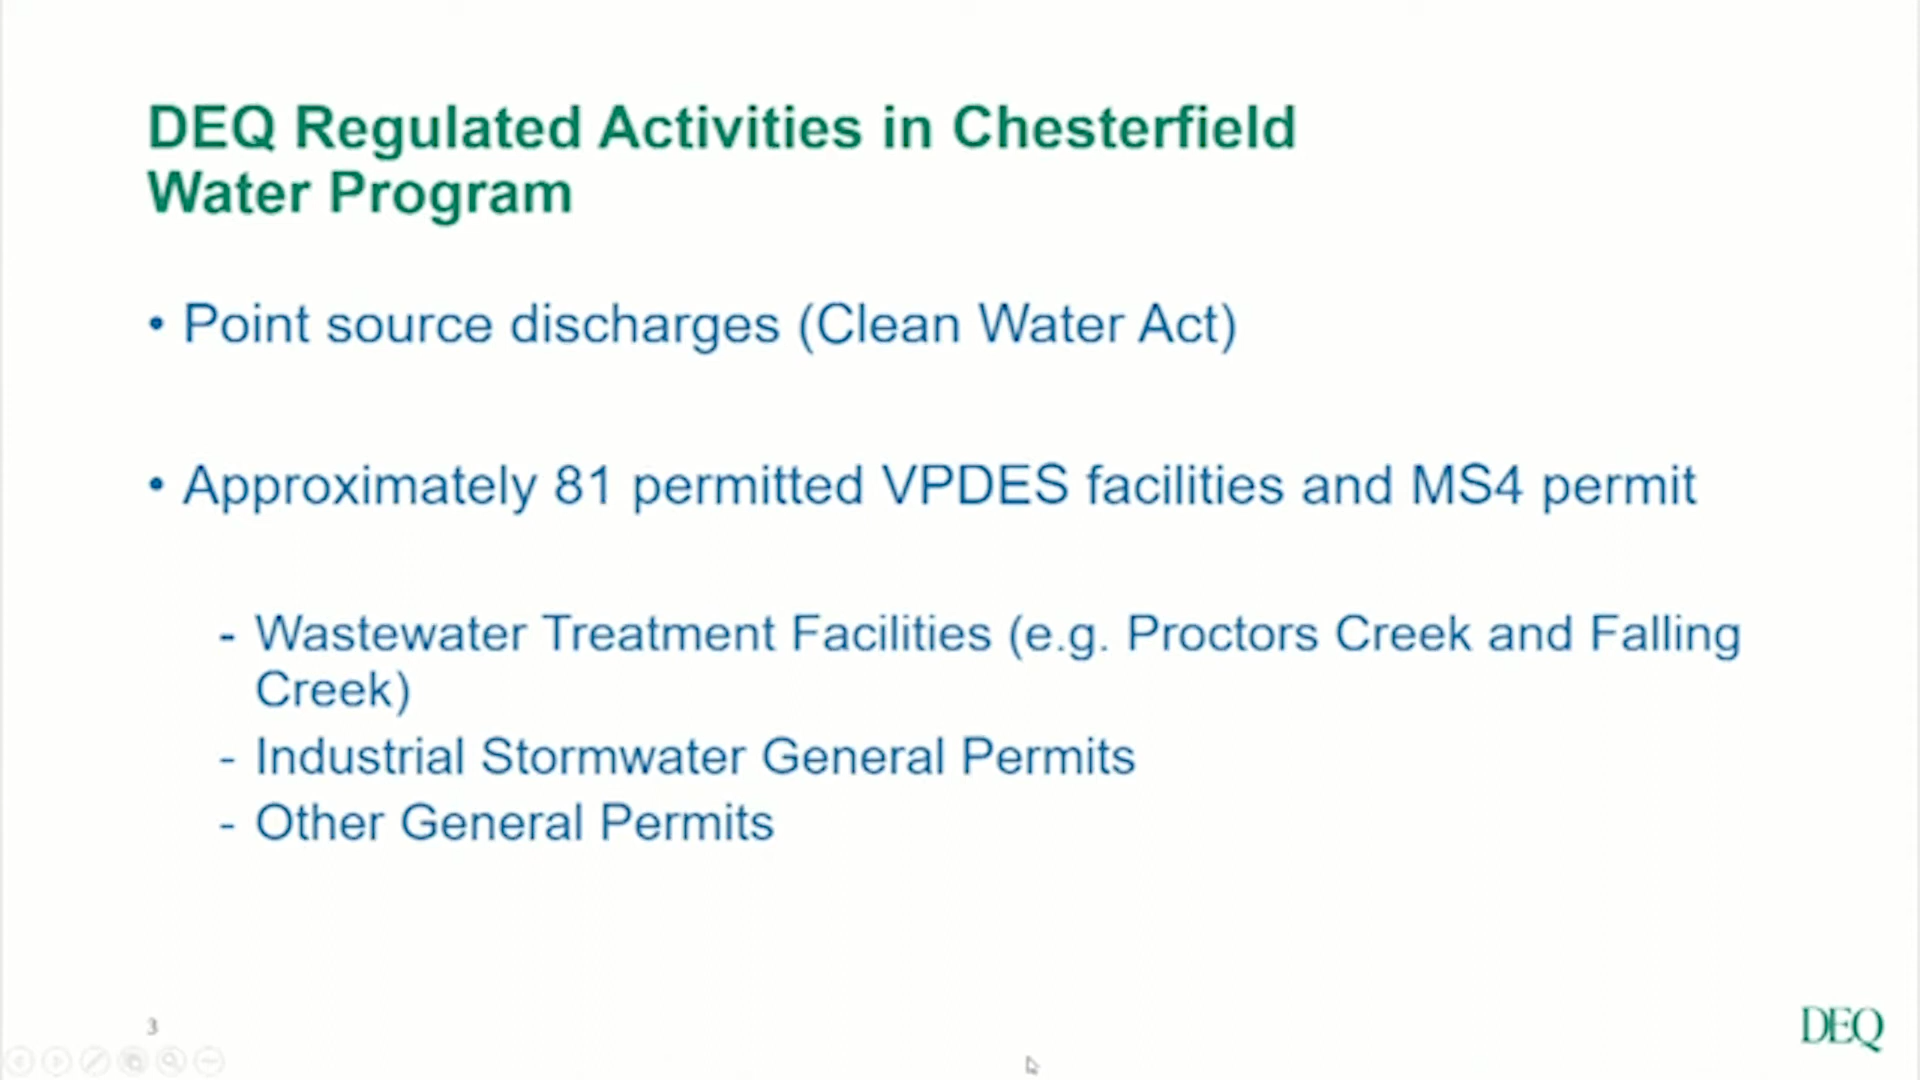 DEQ Regulated Activities in Chesterfield
Water Program
• Point source discharges (Clean Water Act)
• Approximately 81 permitted VPDES facilities and MS4 permit
- Wastewater Treatment Facilities (e.g. Proctors Creek and Falling
Creek)
- Industrial Stormwater General Permits
- Other General Permits
3
DEQ